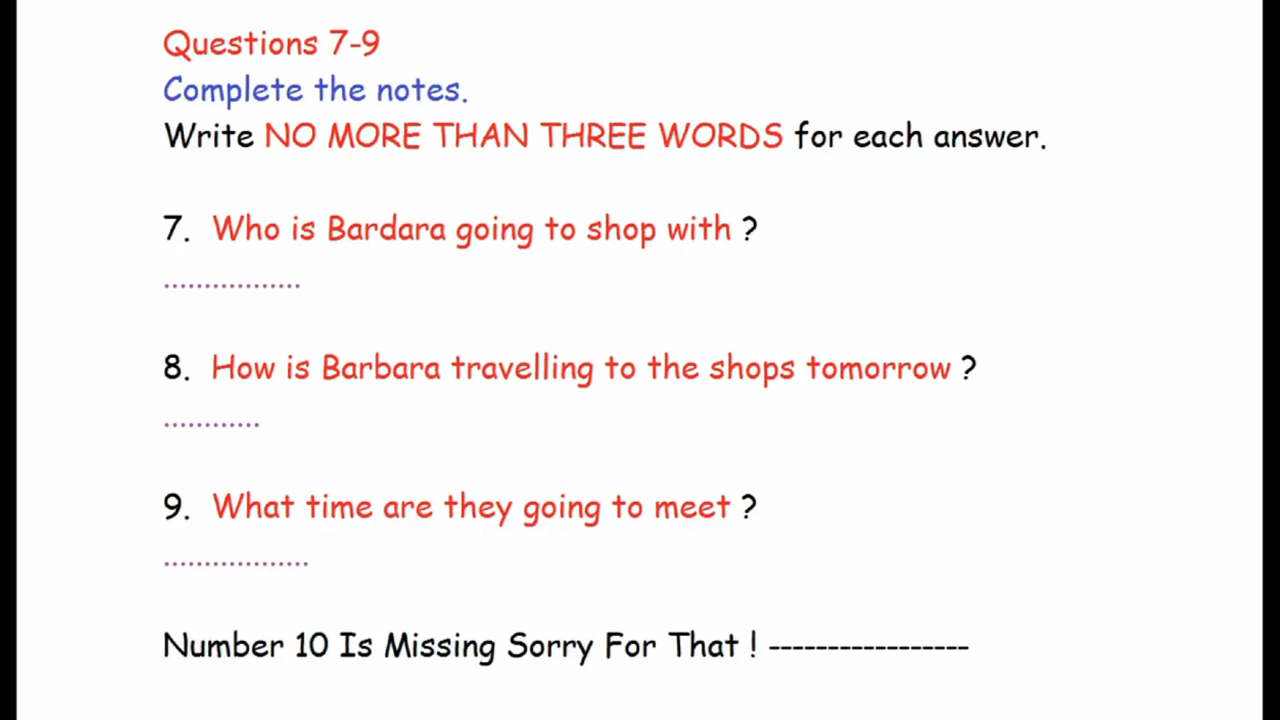 Questions 7-9
Complete the notes.
Write NO MORE THAN THREE WORDS for each answer.
7. Who is Bardara going to shop with ?
.................
8. How is Barbara travelling to the shops tomorrow ?
............
9. What time are they going to meet ?
..................
Number 10 Is Missing Sorry For That ! -----------------